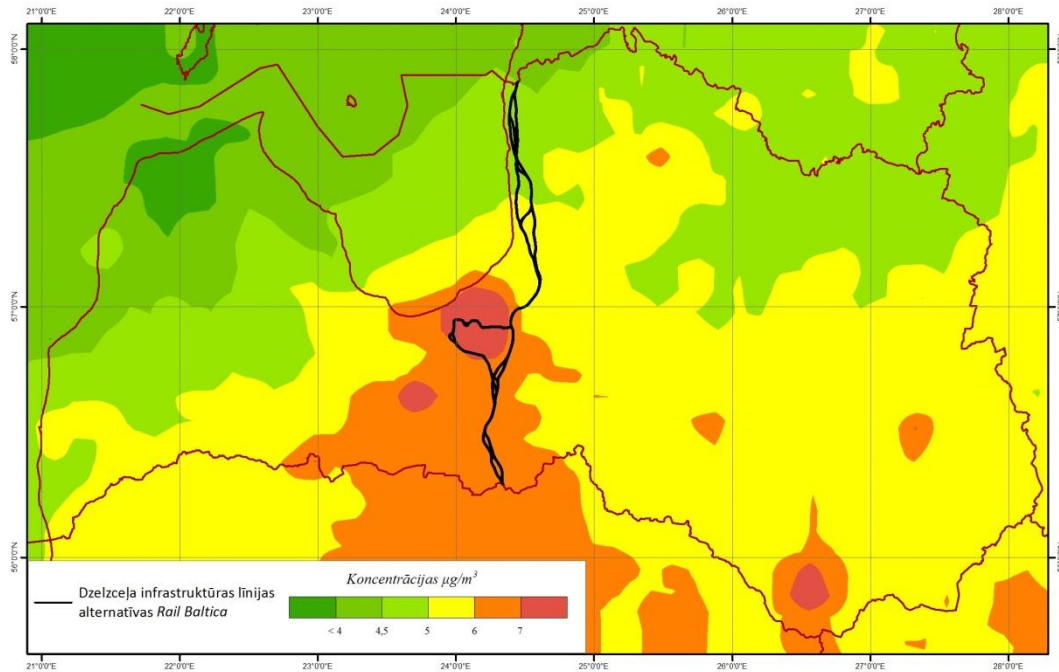 21°0'0"E 22°0'0"E 23°0'0"E 24°0'0"E 25°0'0"E 26°0'0"E 27°0'0"E 28°0'0"E
58°0'0"N
57°0'0"N
56°0'0"N
Koncentrācijas µg/m³
Dzelzceļa infrastruktūras līnijas
alternatīvas Rail Baltica
< 4 4,5 5 6 7
21°0'0"E 22°0'0"E 23°0'0"E 24°0'0"E 25°0'0"E 26°0'0"E 27°0'0"E 28°0'0"E